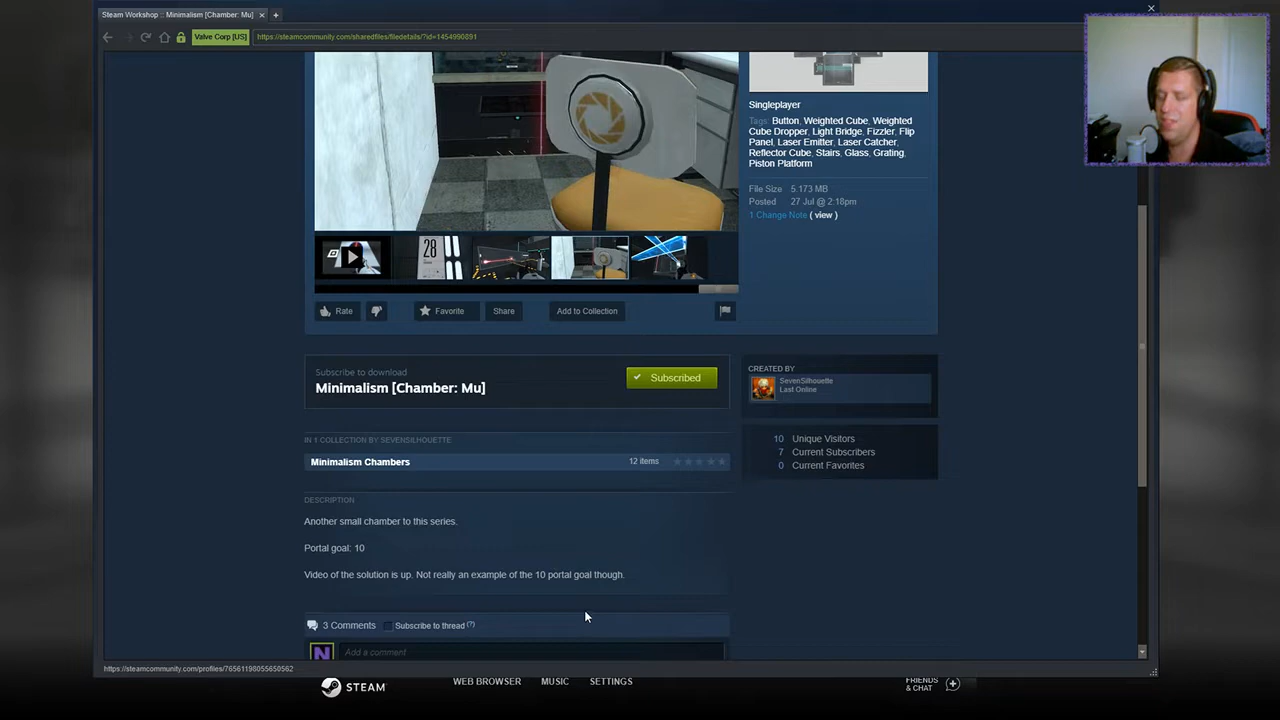 Steam Workshop :: Minimalism [Chamber: Mu]
Valve Corp [US]
https://steamcommunity.com/sharedfiles/filedetails/?id=1454990891
28
Singleplayer
Tags: Button, Weighted Cube, Weighted
Cube Dropper, Light Bridge, Fizzler, Flip
Panel, Laser Emitter, Laser Catcher,
Reflector Cube, Stairs, Glass, Grating,
Piston Platform
File Size 5.173 MB
Posted 27 Jul @ 2:18pm
1 Change Note ( view )
Rate
Favorite
Share
Add to Collection
Subscribe to download
Minimalism [Chamber: Mu]
Subscribed
CREATED BY
SevenSilhouette
Last Online
10 Unique Visitors
7 Current Subscribers
0 Current Favorites
IN 1 COLLECTION BY SEVENSILHOUETTE
Minimalism Chambers 12 items
DESCRIPTION
Another small chamber to this series.
Portal goal: 10
Video of the solution is up. Not really an example of the 10 portal goal though.
3 Comments Subscribe to thread (?)
N Add a comment
https://steamcommunity.com/profiles/76561198055650562
STEAM
WEB BROWSER MUSIC SETTINGS
FRIENDS
& CHAT